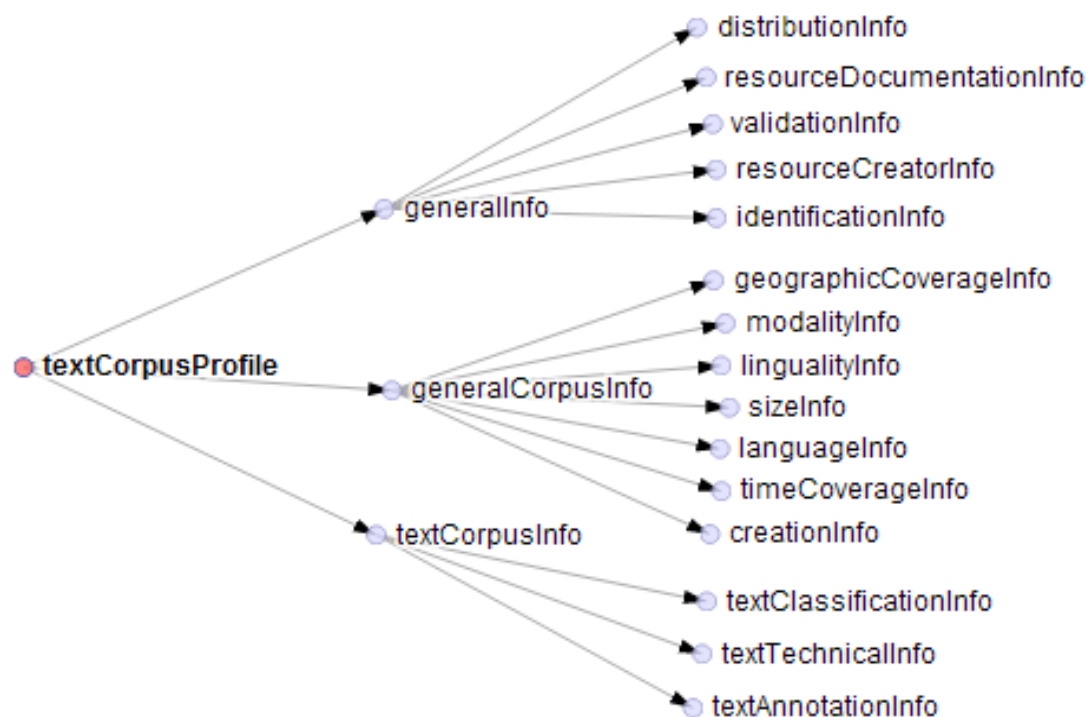 distributionInfo
resourceDocumentationInfo
validationInfo
resourceCreatorInfo
generalInfo
identificationInfo
geographicCoverageInfo
modalityInfo
textCorpusProfile
lingualityInfo
generalCorpusInfo
sizeInfo
languageInfo
timeCoverageInfo
textCorpusInfo
creationInfo
textClassificationInfo
textTechnicalInfo
textAnnotationInfo